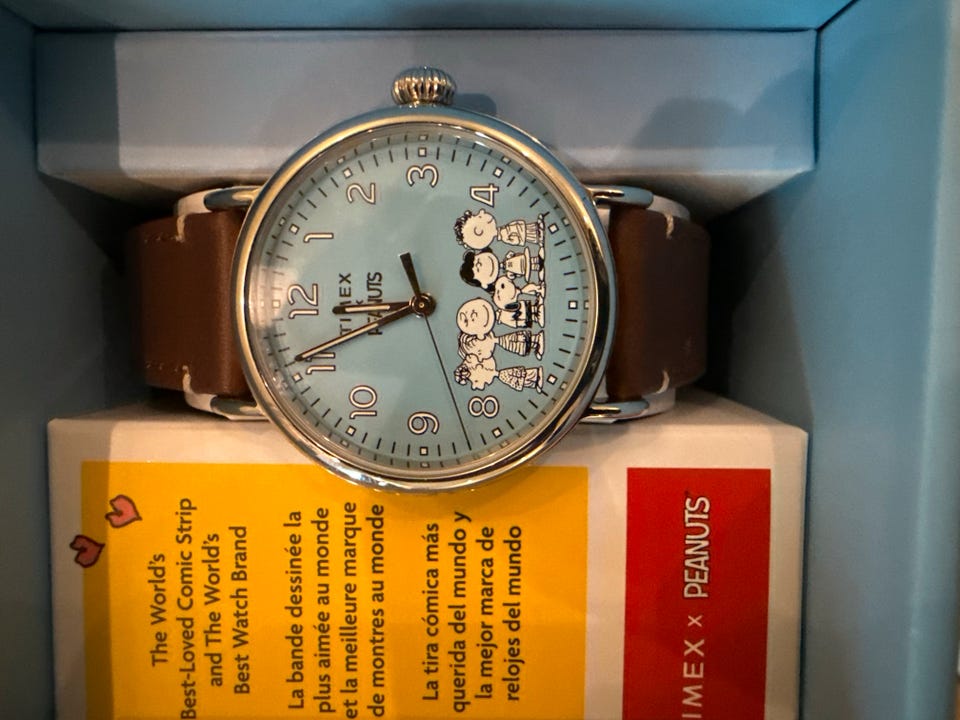 12
1
2
3
4
8
9
10
11
TIMEX
x
PEANUTS
The World's
Best-Loved Comic Strip
and The World's
Best Watch Brand
La bande dessinée la
plus aimée au monde
et la meilleure marque
de montres au monde
La tira cómica más
querida del mundo y
la mejor marca de
relojes del mundo
IMEX x PEANUTS